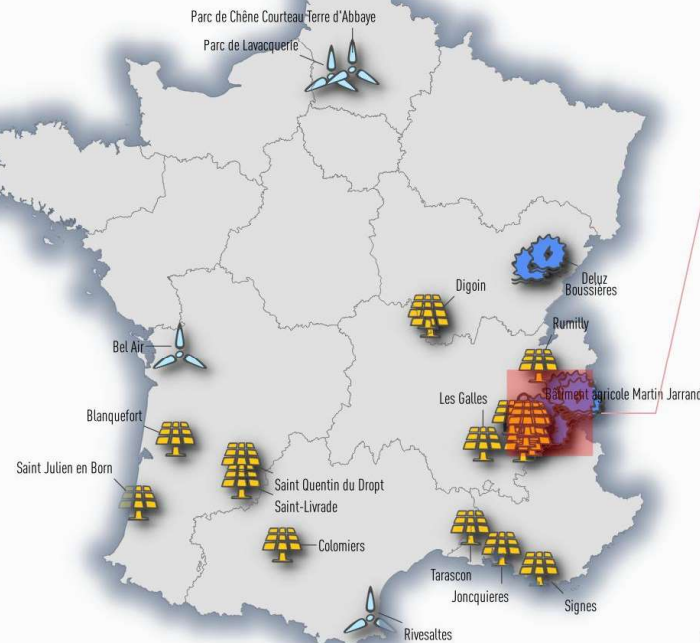 Parc de Chêne Courteau Terre d'Abbaye
Parc de Lavacquerie
Deluz
Boussières
Digoin
Rumilly
Bel Air
Bâtiment agricole Martin Jarrand
Les Galles
Blanquefort
Saint Julien en Born
Saint Quentin du Dropt
Saint-Livrade
Colomiers
Tarascon
Joncquieres
Signes
Rivesaltes